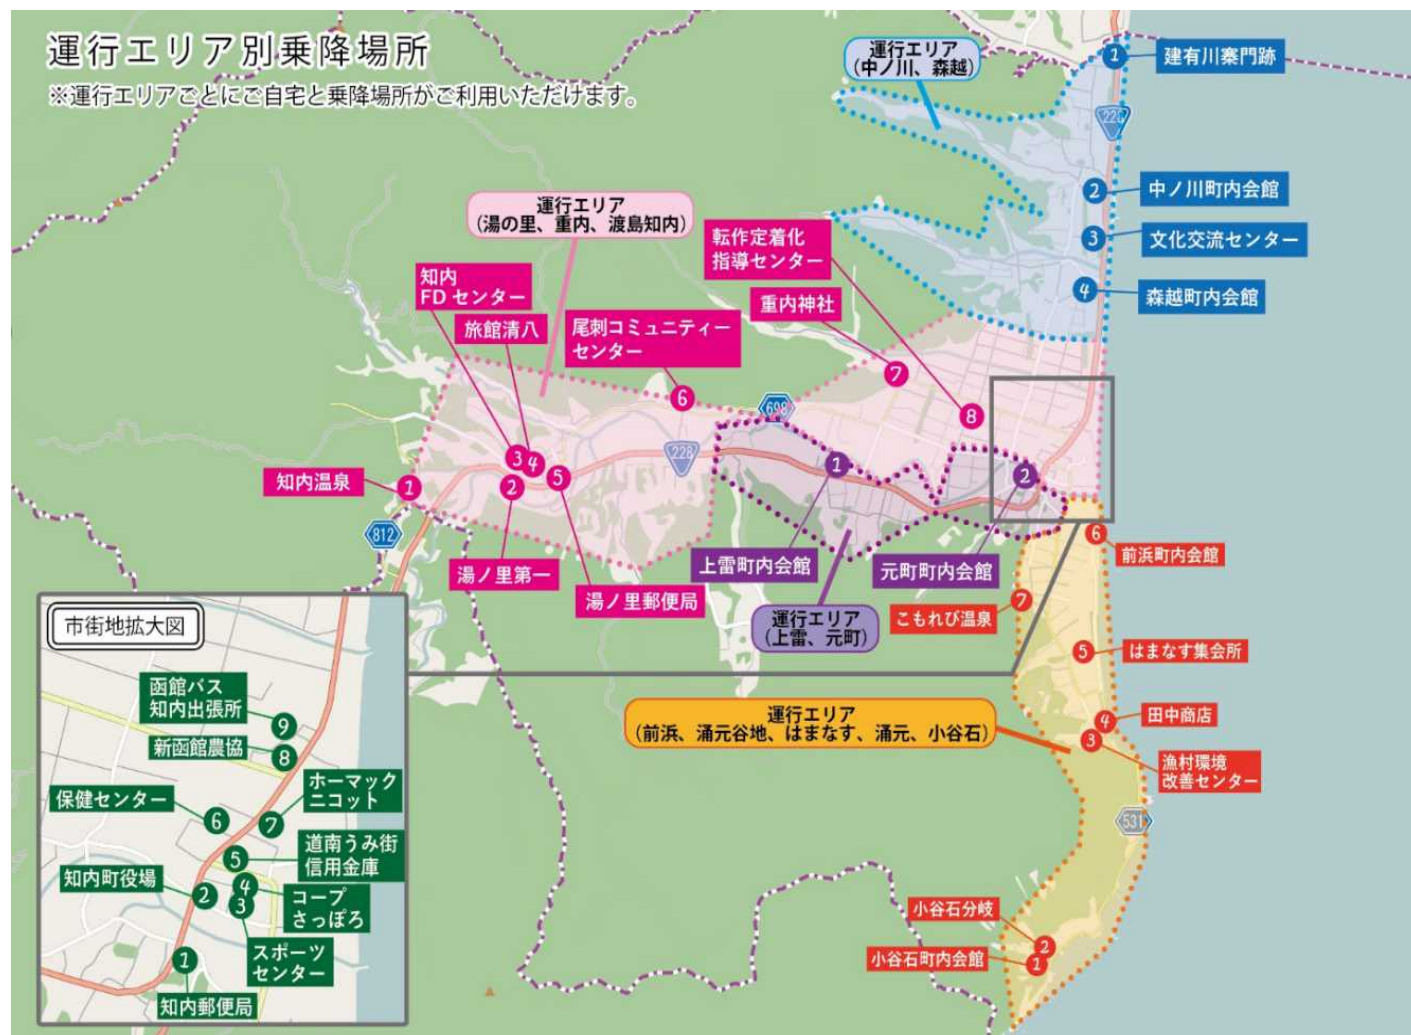 運行エリア別乗降場所
※運行エリアごとにご自宅と乗降場所がご利用いただけます。
運行エリア
(中ノ川、森越)
1
建有川寨門跡
228
2
中ノ川町内会館
3
文化交流センター
4
森越町内会館
運行エリア
(湯の里、重内、渡島知内)
転作定着化
指導センター
重内神社
知内
FDセンター
旅館清八
尾刺コミュニティー
センター
7
6
698
8
228
3
4
5
2
1
知内温泉
812
湯ノ里第一
湯ノ里郵便局
1
2
上雷町内会館
元町町内会館
運行エリア
(上雷、元町)
6
前浜町内会館
7
こもれび温泉
5
はまなす集会所
運行エリア
(前浜、涌元谷地、はまなす、涌元、小谷石)
4
田中商店
3
漁村環境
改善センター
531
小谷石分岐
2
小谷石町内会館
1
市街地拡大図
函館バス
知内出張所
9
新函館農協
8
ホーマック
ニコット
保健センター
6
7
道南うみ街
信用金庫
5
知内町役場
2
4
コープ
さっぽろ
3
スポーツ
センター
1
知内郵便局